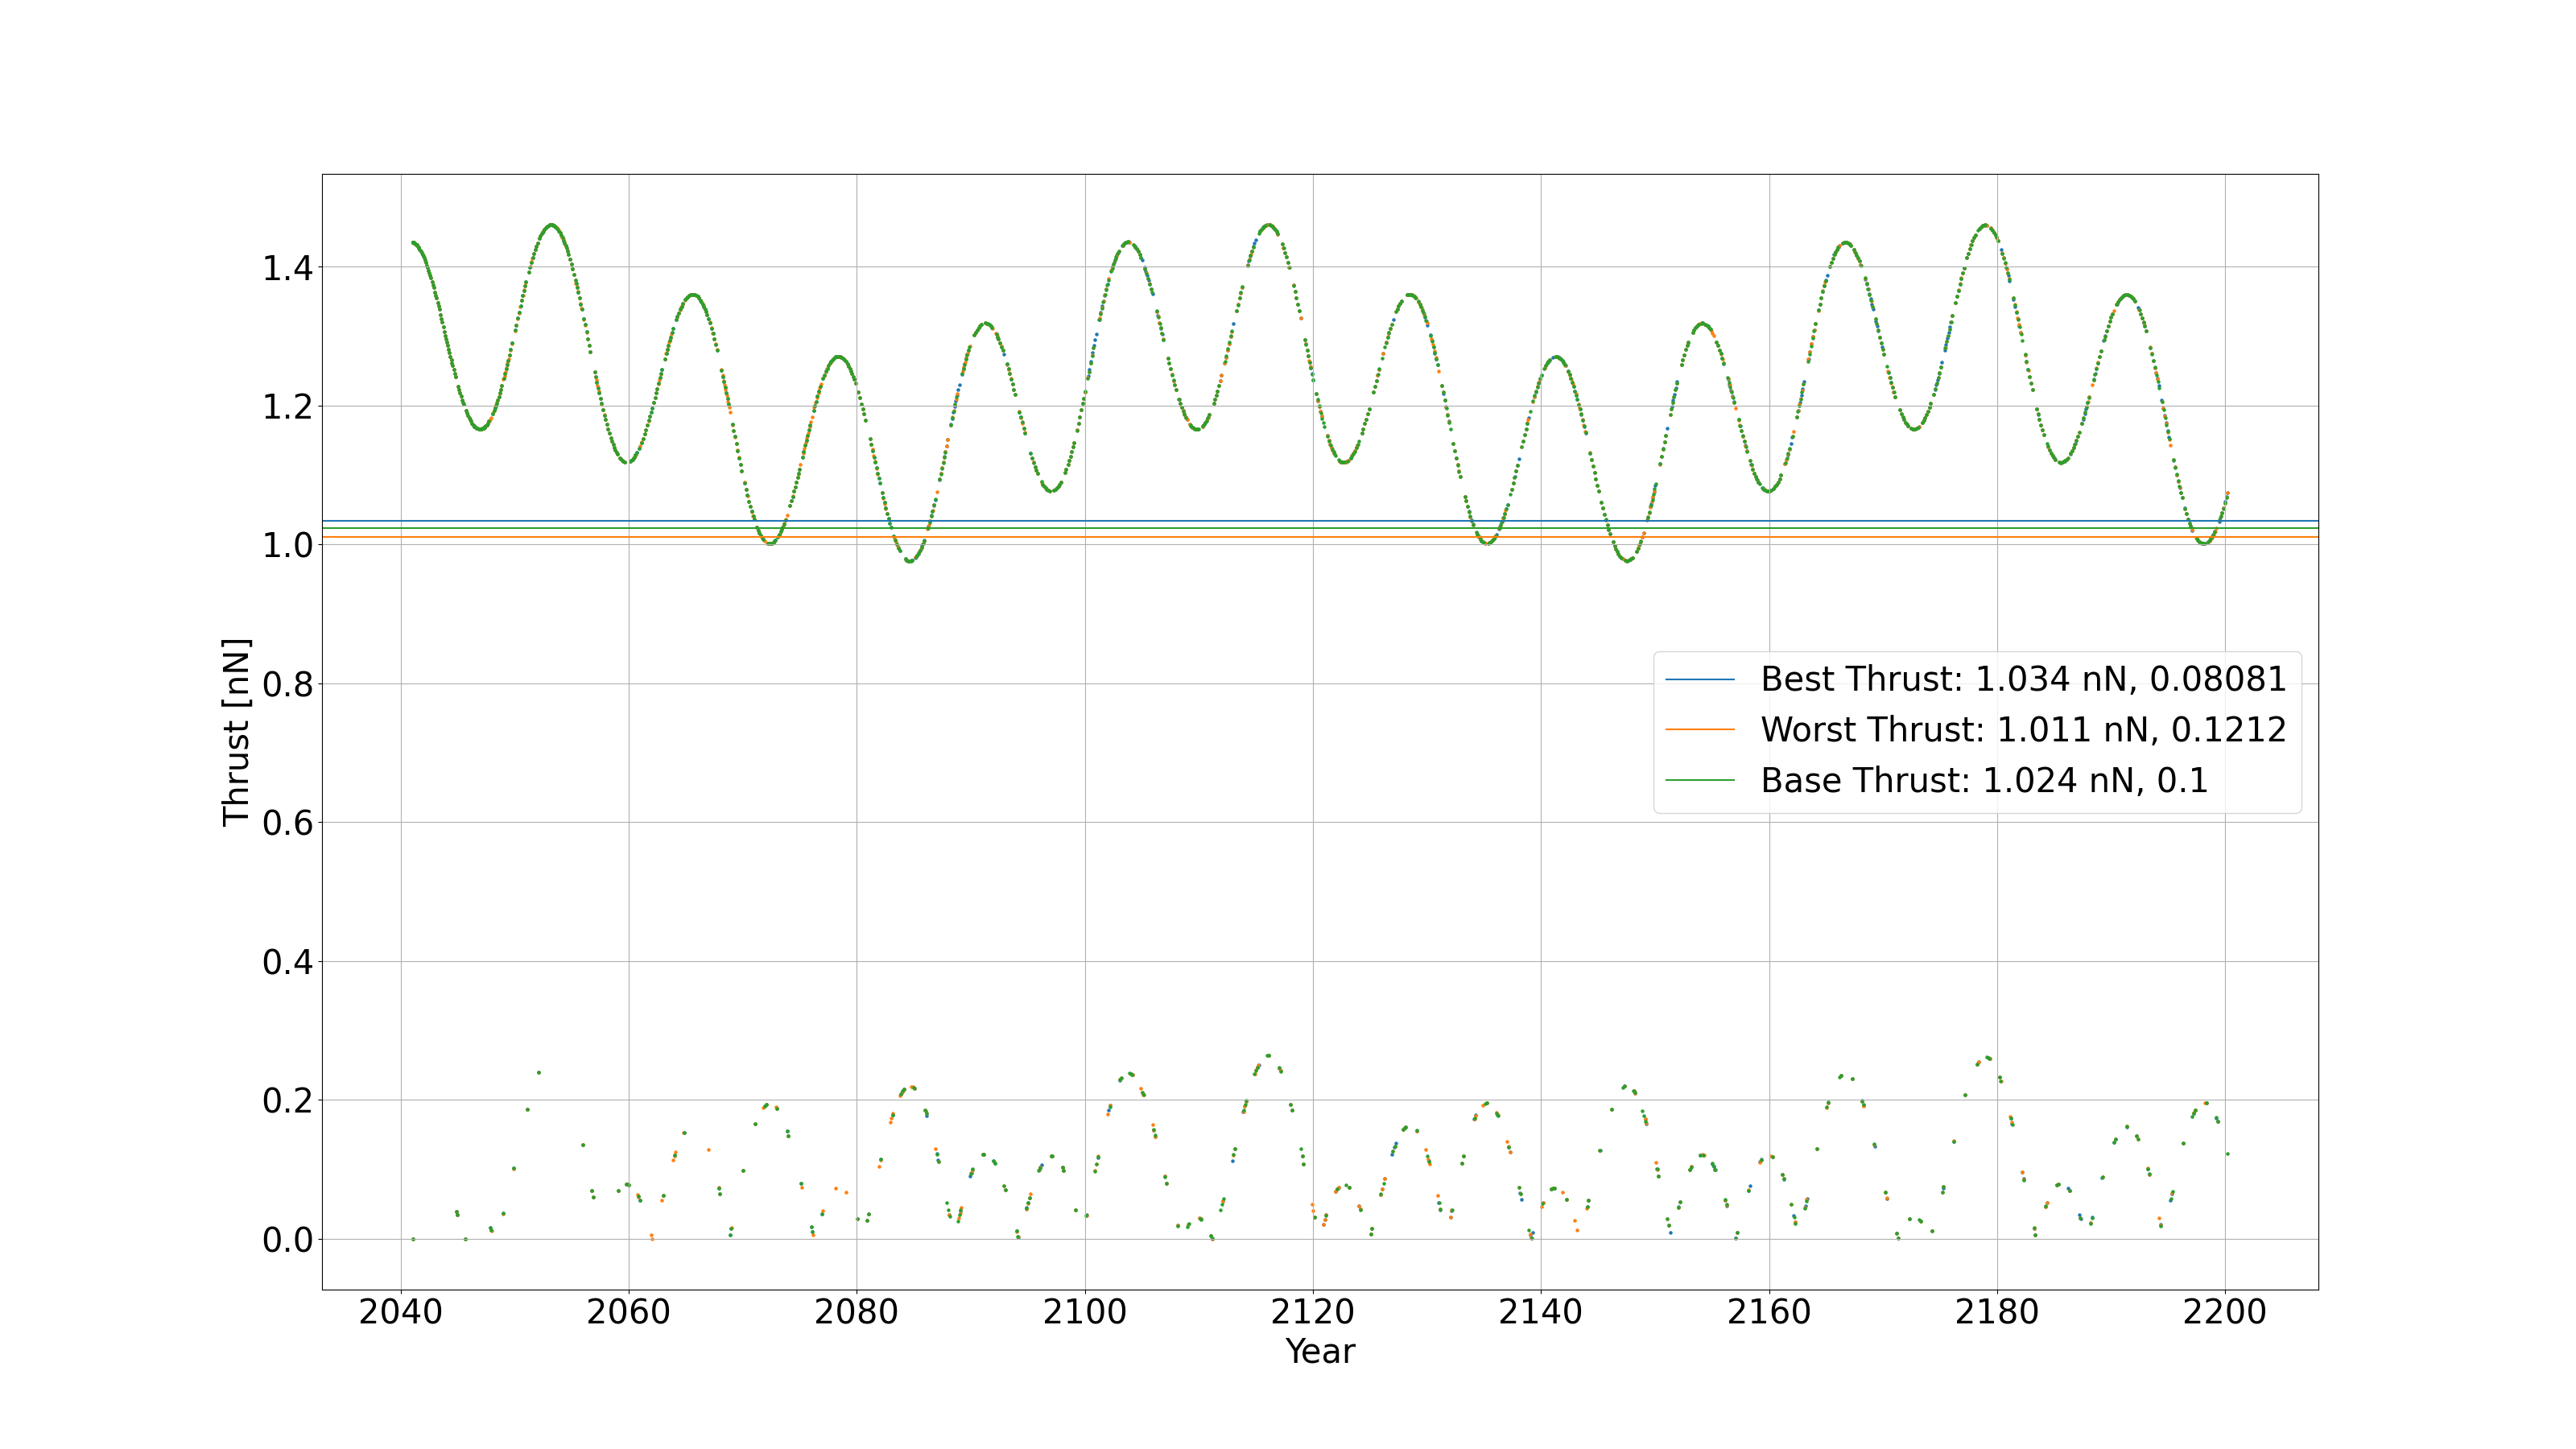 1.4
1.2
1.0
0.8
0.6
0.4
0.2
0.0
Thrust [nN]
Best Thrust: 1.034 nN, 0.08081
Worst Thrust: 1.011 nN, 0.1212
Base Thrust: 1.024 nN, 0.1
2040 2060 2080 2100 2120 2140 2160 2180 2200
Year